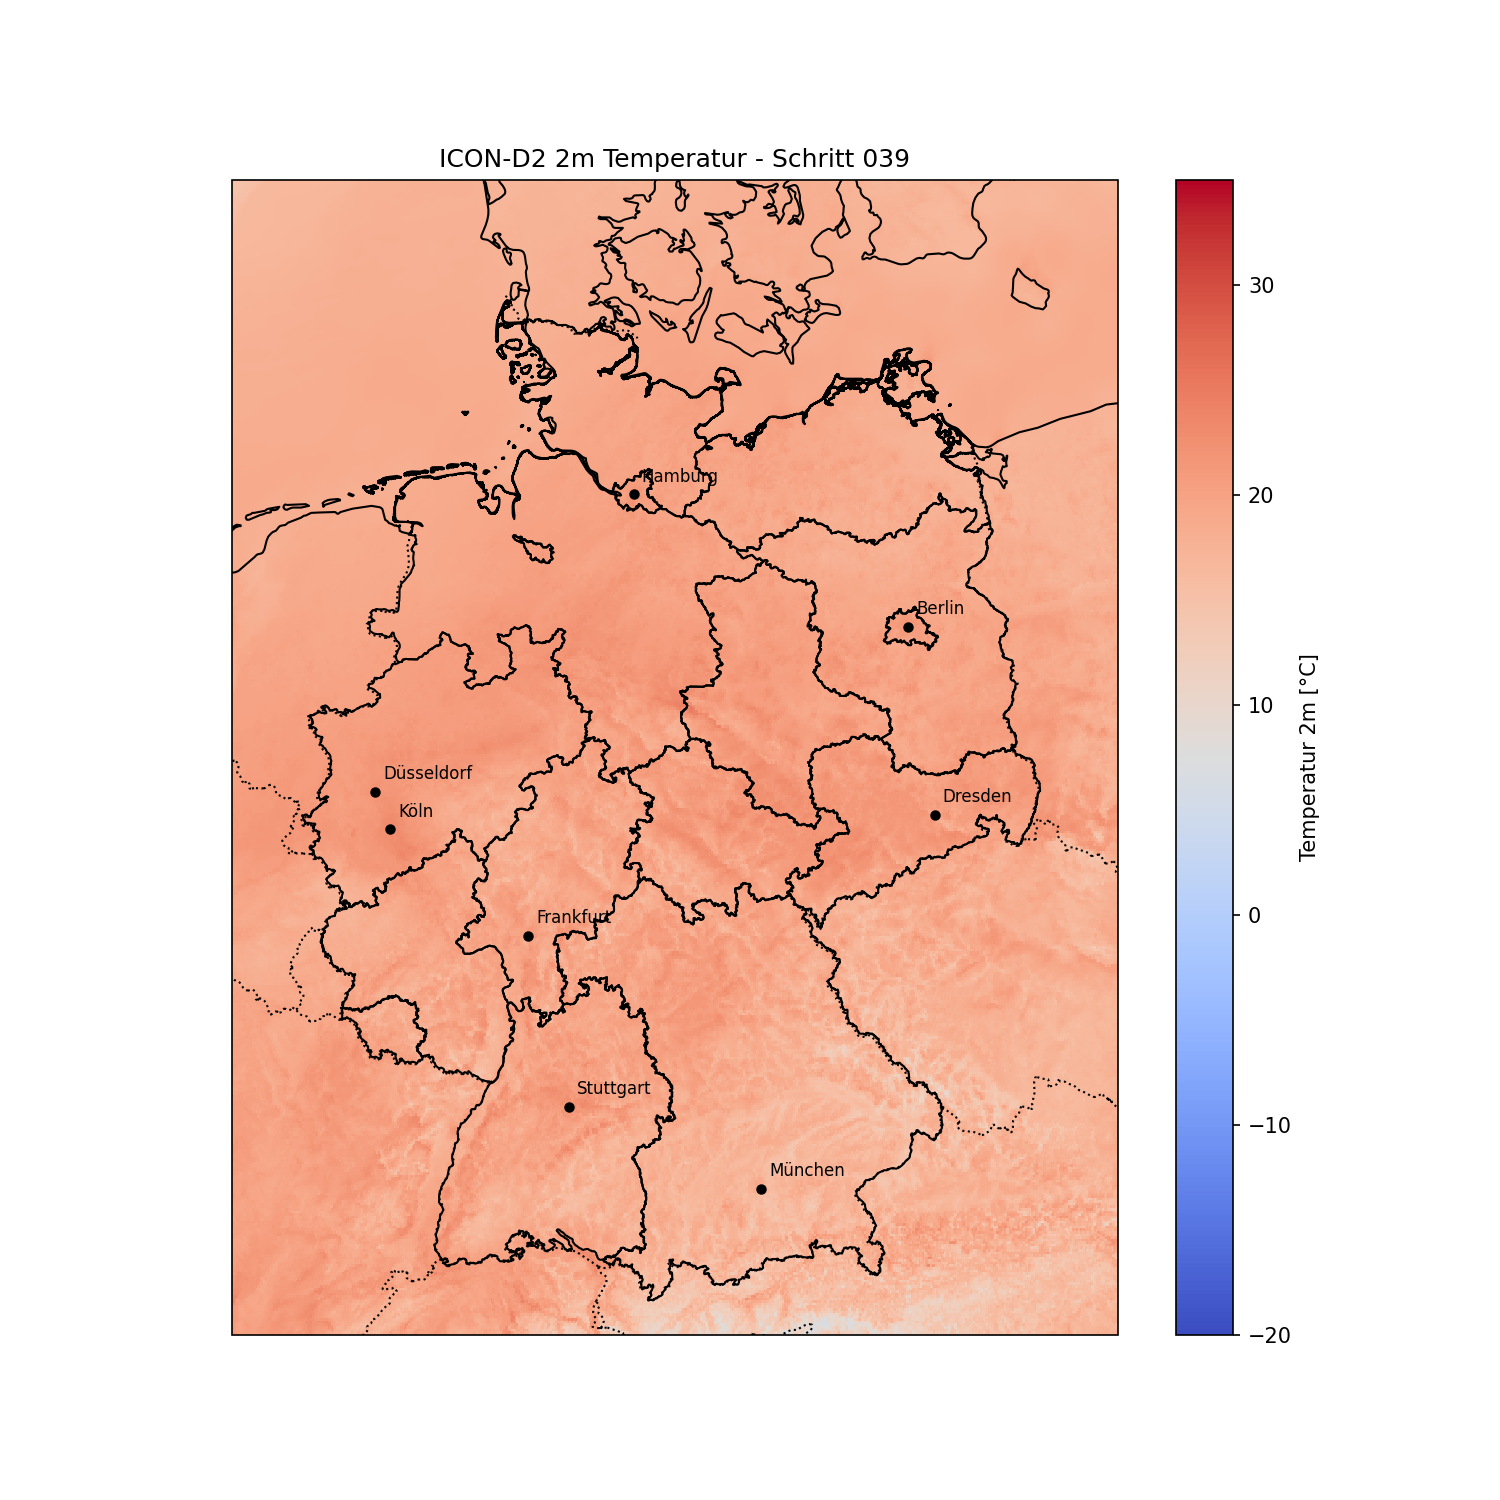 ICON-D2 2m Temperatur - Schritt 039
Hamburg
Berlin
Düsseldorf
Köln
Dresden
Frankfurt
Stuttgart
München
30
20
10
0
−10
−20
Temperatur 2m [°C]